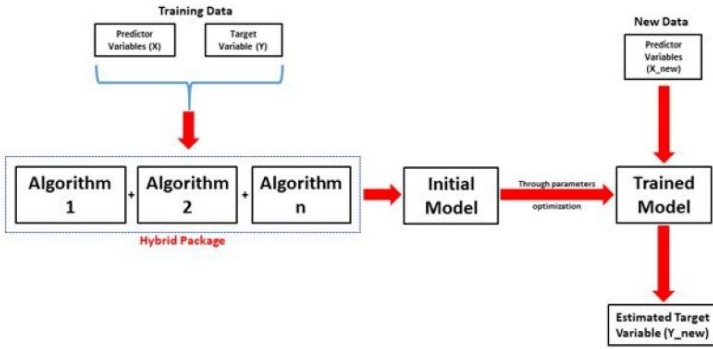 Training Data
Predictor
Variables (X)
Target
Variable (Y)
New Data
Predictor
Variables
(X_new)
Algorithm
1
+
Algorithm
2
+
Algorithm
n
Hybrid Package
Initial
Model
Through parameters
optimization
Trained
Model
Estimated Target
Variable (Y_new)